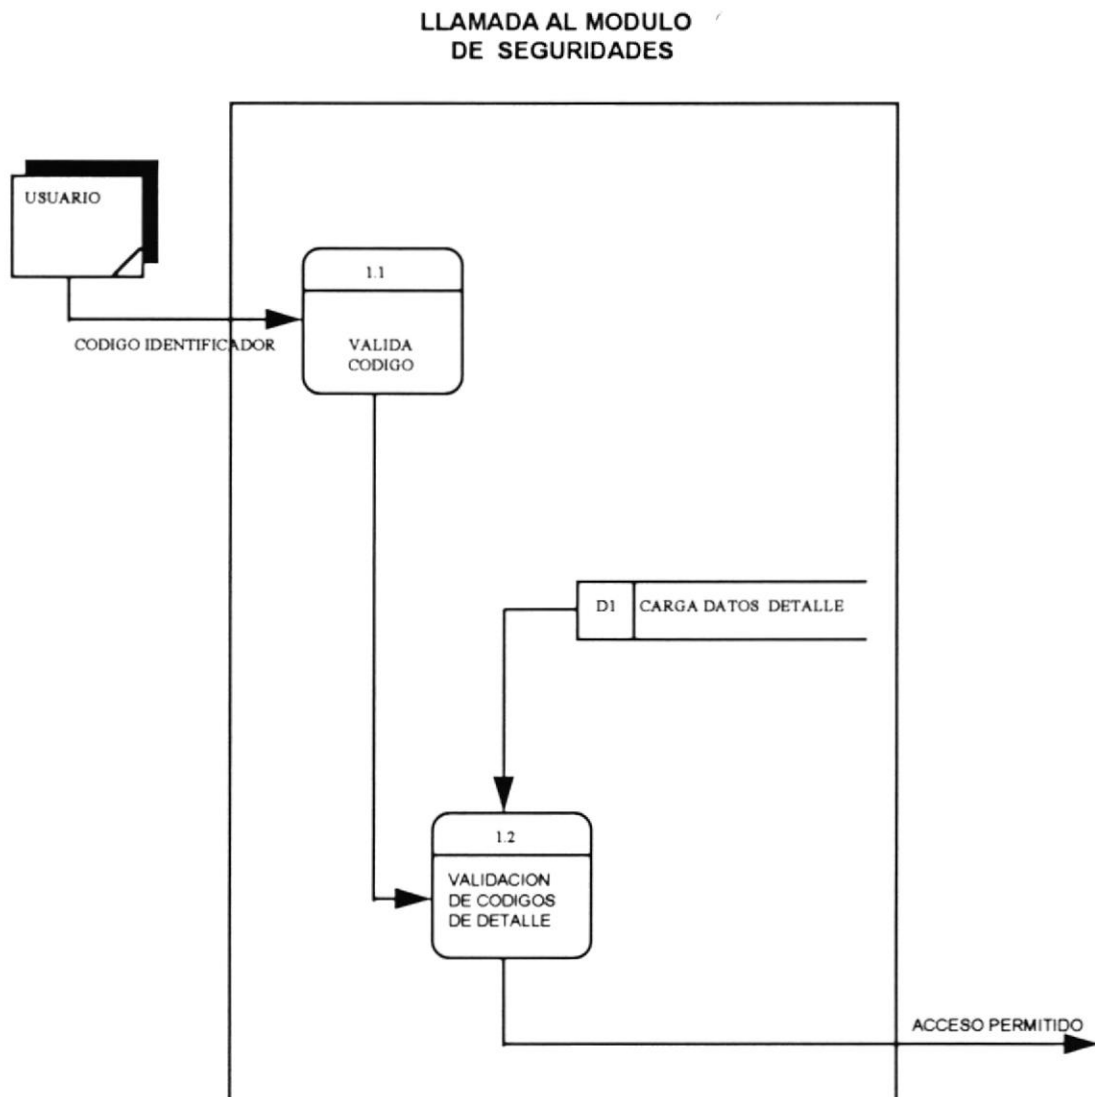 LLAMADA AL MODULO
DE SEGURIDADES
USUARIO
1.1
CODIGO IDENTIFICADOR
VALIDA
CODIGO
D1 CARGA DATOS DETALLE
1.2
VALIDACION
DE CODIGOS
DE DETALLE
ACCESO PERMITIDO